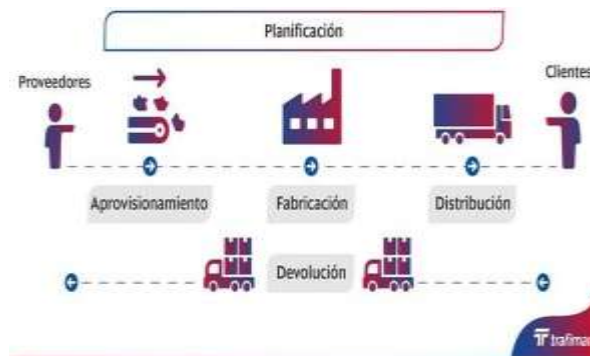 Planificación
Proveedores
Clientes
Aprovisionamiento
Fabricación
Distribución
Devolución